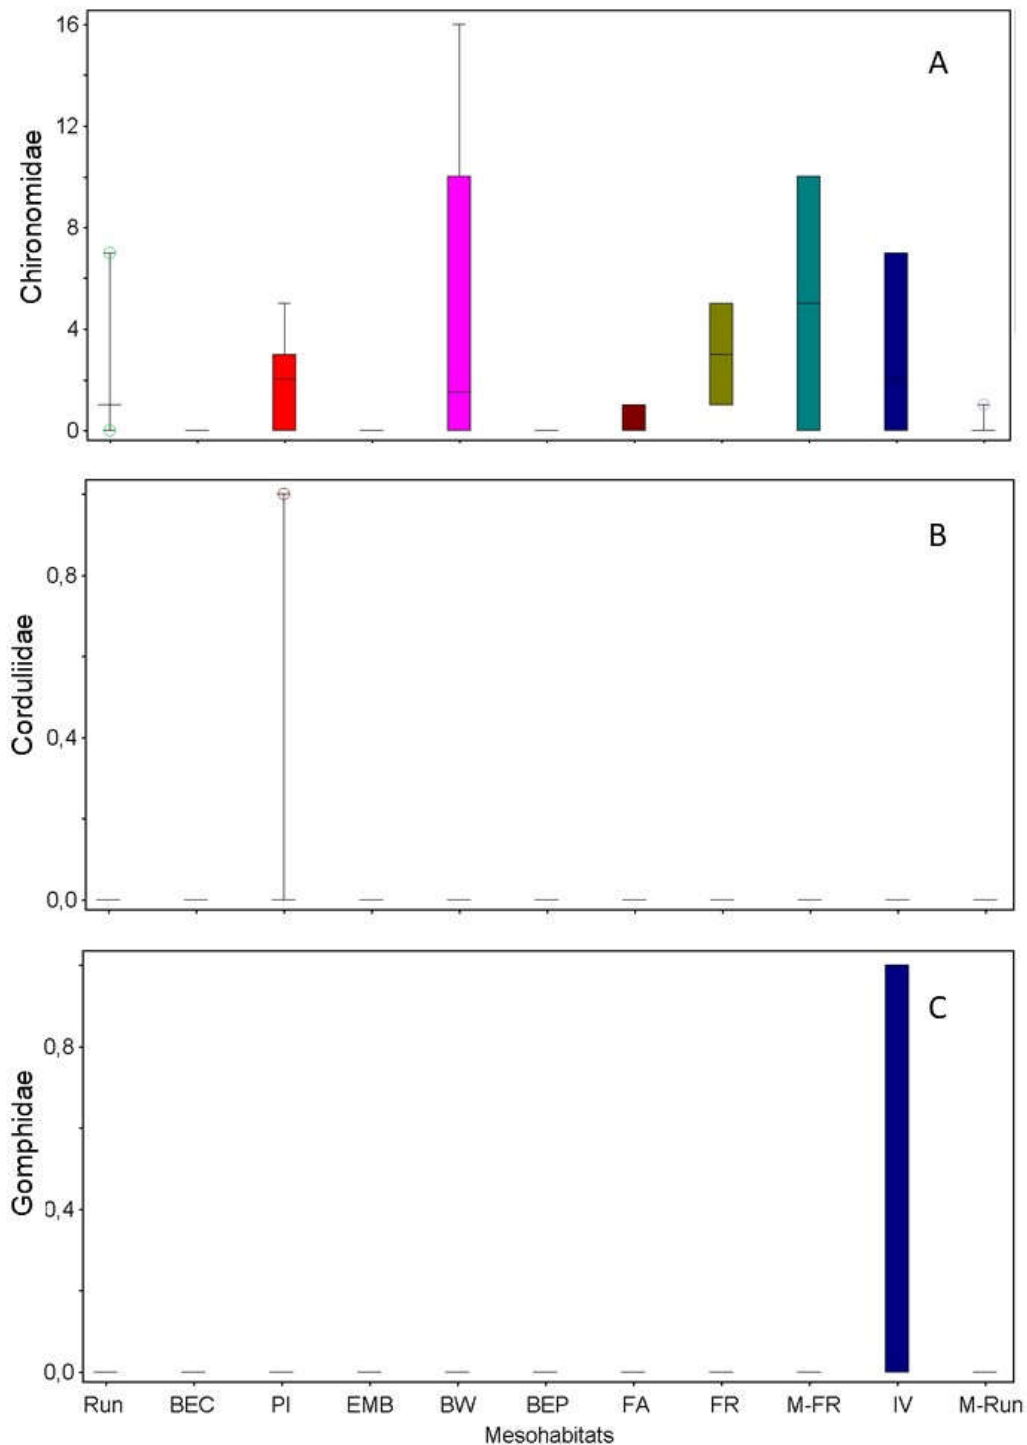 A
Chironomidae
16
12
8
4
0
B
Corduliidae
0,8
0,4
0,0
C
Gomphidae
0,8
0,4
0,0
Run BEC PI EMB BW BEP FA FR M-FR IV M-Run
Mesohabitats